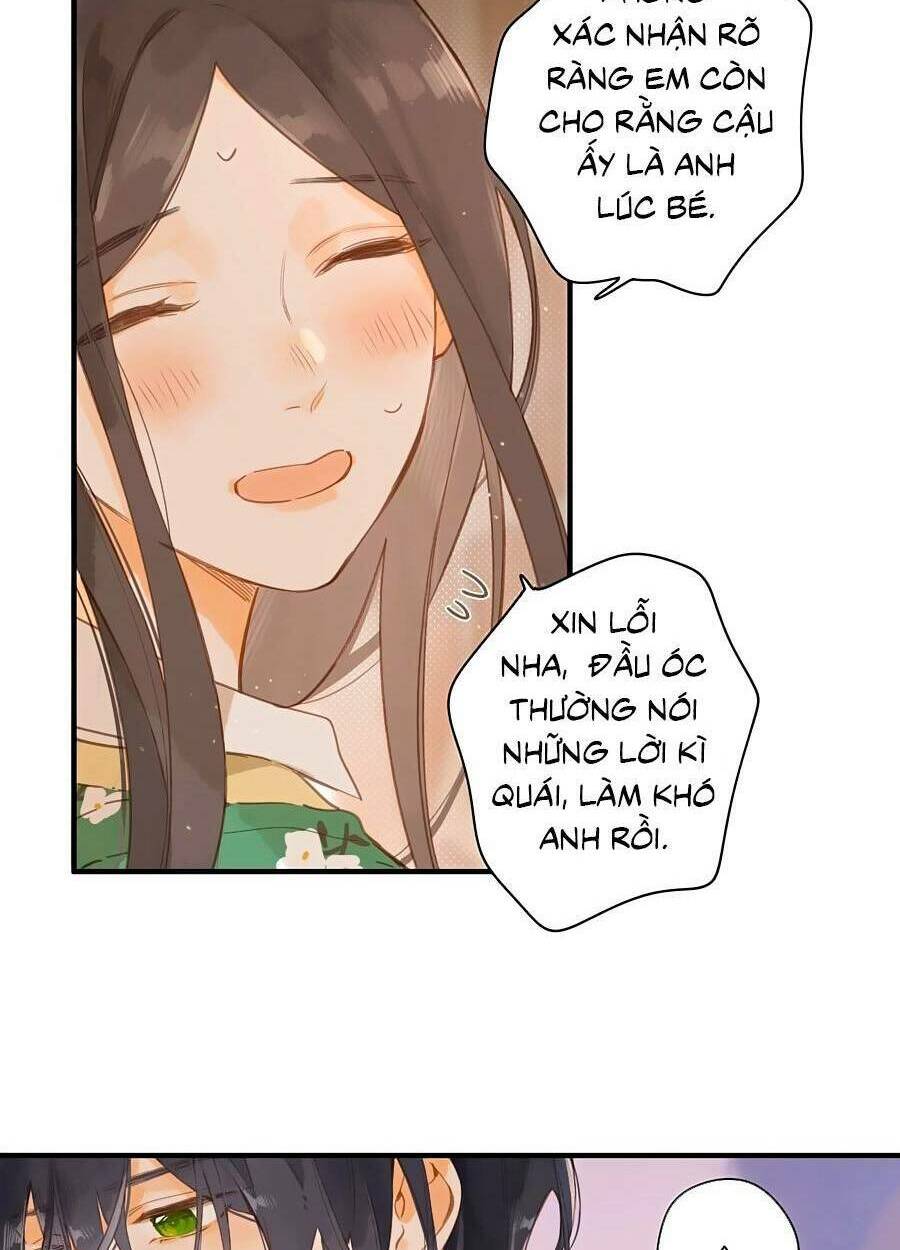 XÁC NHẬN RÕ
RÀNG EM CÒN
CHO RẰNG CẬU
ẤY LÀ ANH
LÚC BÉ.
XIN LỖI
NHA, ĐẦU ÓC
THƯỜNG NÓI
NHỮNG LỜI KÌ
QUÁI, LÀM KHÓ
ANH RỒI.